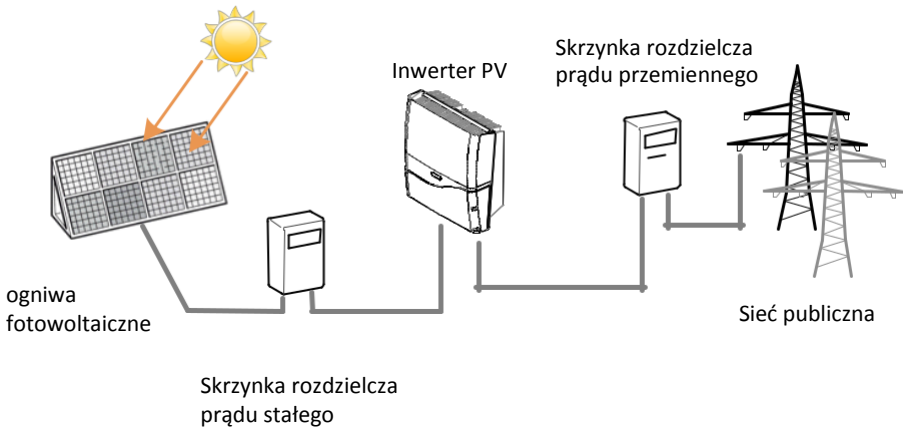 Skrzynka rozdzielcza
prądu przemiennego
Inwerter PV
ogniwa
fotowoltaiczne
Sieć publiczna
Skrzynka rozdzielcza
prądu stałego